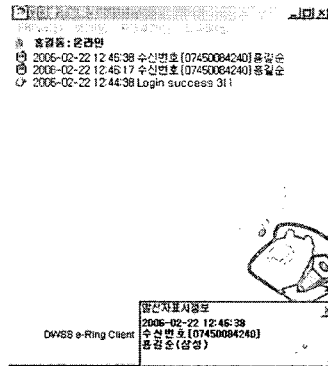 홍길동 : 온라인
2006-02-22 12:45:38 수신번호 [07450084240] 홍길순
2006-02-22 12:45:17 수신번호 [07450084240] 홍길순
2006-02-22 12:44:38 Login success 311
발신자표시정보
2006-02-22 12:45:38
수신번호 [07450084240]
홍길순(삼성)
DWSS e-Ring Client